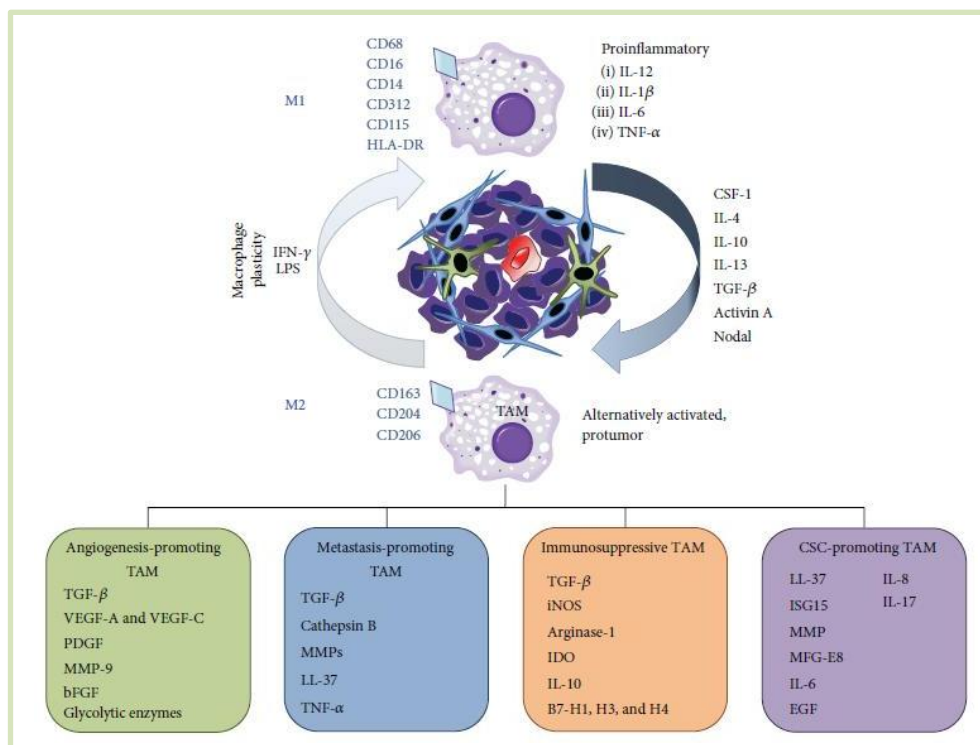 CD68
CD16
CD14
CD312
CD115
HLA-DR
M1
Proinflammatory
(i) IL-12
(ii) IL-1β
(iii) IL-6
(iv) TNF-α
Macrophage
plasticity
IFN-γ
LPS
CSF-1
IL-4
IL-10
IL-13
TGF-β
Activin A
Nodal
M2
CD163
CD204
CD206
TAM
Alternatively activated,
protumor
Angiogenesis-promoting
TAM
TGF-β
VEGF-A and VEGF-C
PDGF
MMP-9
bFGF
Glycolytic enzymes
Metastasis-promoting
TAM
TGF-β
Cathepsin B
MMPs
LL-37
TNF-α
Immunosuppressive TAM
TGF-β
iNOS
Arginase-1
IDO
IL-10
B7-H1, H3, and H4
CSC-promoting TAM
LL-37 IL-8
ISG15 IL-17
MMP
MFG-E8
IL-6
EGF